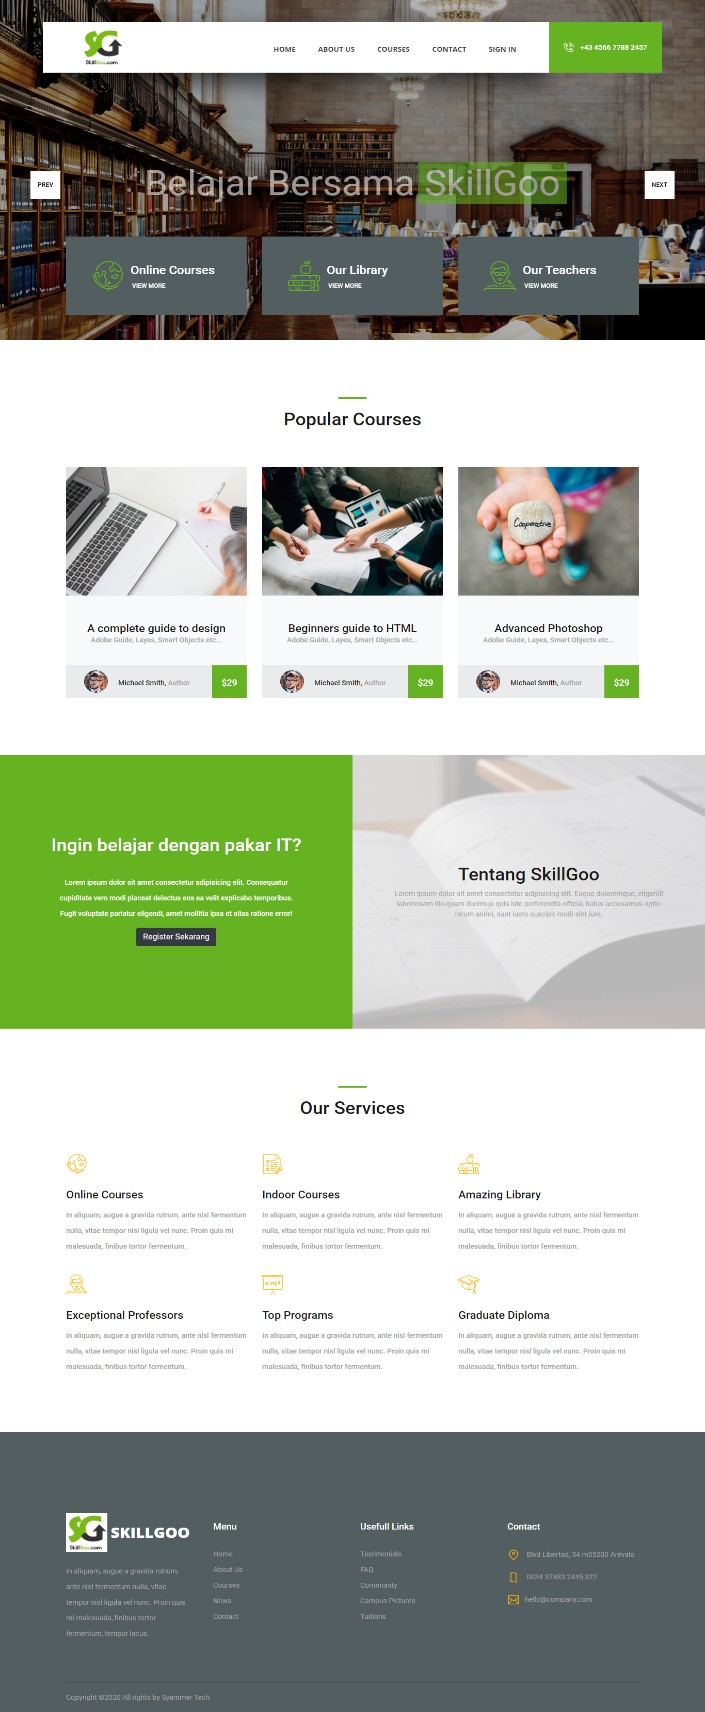 SG
SkillGoo.com
HOME ABOUT US COURSES CONTACT SIGN IN
+43 4566 7788 2457
Belajar Bersama SkillGoo
PREV
NEXT
Online Courses
VIEW MORE
Our Library
VIEW MORE
Our Teachers
VIEW MORE
Popular Courses
Cooperative
A complete guide to design
Adobe Guide, Layes, Smart Objects etc...
Michael Smith, Author
$29
Beginners guide to HTML
Adobe Guide, Layes, Smart Objects etc...
Michael Smith, Author
$29
Advanced Photoshop
Adobe Guide, Layes, Smart Objects etc...
Michael Smith, Author
$29
Ingin belajar dengan pakar IT?
Lorem ipsum dolor sit amet consectetur adipisicing elit. Consequatur
cupiditate vero modi placeat delectus eos ea velit explicabo temporibus.
Fugit voluptate pariatur eligendi, amet mollitia ipsa et alias ratione error!
Register Sekarang
Tentang SkillGoo
Lorem ipsum dolor sit amet consectetur adipisicing elit. Eaque doloremque, eligendi
laboriosam illo quam ducimus quis iste perferendis officia, natus accusamus optio
rerum animi, sunt iusto suscipit modi sint iure.
Our Services
Online Courses
In aliquam, augue a gravida rutrum, ante nisl fermentum
nulla, vitae tempor nisl ligula vel nunc. Proin quis mi
malesuada, finibus tortor fermentum.
Indoor Courses
In aliquam, augue a gravida rutrum, ante nisl fermentum
nulla, vitae tempor nisl ligula vel nunc. Proin quis mi
malesuada, finibus tortor fermentum.
Amazing Library
In aliquam, augue a gravida rutrum, ante nisl fermentum
nulla, vitae tempor nisl ligula vel nunc. Proin quis mi
malesuada, finibus tortor fermentum.
Exceptional Professors
In aliquam, augue a gravida rutrum, ante nisl fermentum
nulla, vitae tempor nisl ligula vel nunc. Proin quis mi
malesuada, finibus tortor fermentum.
Top Programs
In aliquam, augue a gravida rutrum, ante nisl fermentum
nulla, vitae tempor nisl ligula vel nunc. Proin quis mi
malesuada, finibus tortor fermentum.
Graduate Diploma
In aliquam, augue a gravida rutrum, ante nisl fermentum
nulla, vitae tempor nisl ligula vel nunc. Proin quis mi
malesuada, finibus tortor fermentum.
SG
SkillGoo.com
SKILLGOO
In aliquam, augue a gravida rutrum,
ante nisl fermentum nulla, vitae
tempor nisl ligula vel nunc. Proin quis
mi malesuada, finibus tortor
fermentum, tempor lacus.
Menu
Home
About Us
Courses
News
Contact
Usefull Links
Testimonials
FAQ
Community
Campus Pictures
Tuitions
Contact
Blvd Libertad, 34 m05200 Arévalo
0034 37483 2445 322
hello@company.com
Copyright ©2020 All rights by Syammer Tech